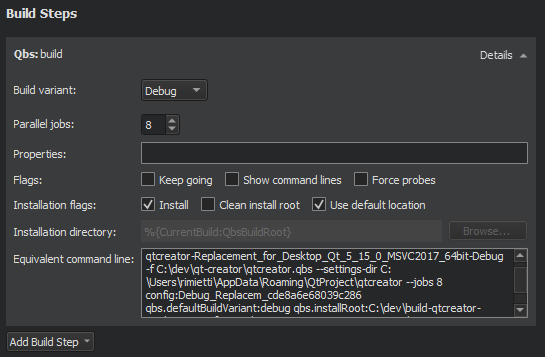 Build Steps
Qbs: build Details
Build variant: Debug
Parallel jobs: 8
Properties:
Flags: Keep going Show command lines Force probes
Installation flags: Install Clean install root Use default location
Installation directory: %{CurrentBuild:QbsBuildRoot} Browse...
Equivalent command line: qtcreator-Replacement_for_Desktop_Qt_5_15_0_MSVC2017_64bit-Debug
-f C:\dev\qt-creator\qtcreator.qbs --settings-dir C:
\Users\rimietti\AppData\Roaming\QtProject\qtcreator --jobs 8
config:Debug_Replacem_cde8a6e68039c286
qbs.defaultBuildVariant:debug qbs.installRoot:C:\dev\build-qtcreator-
Add Build Step